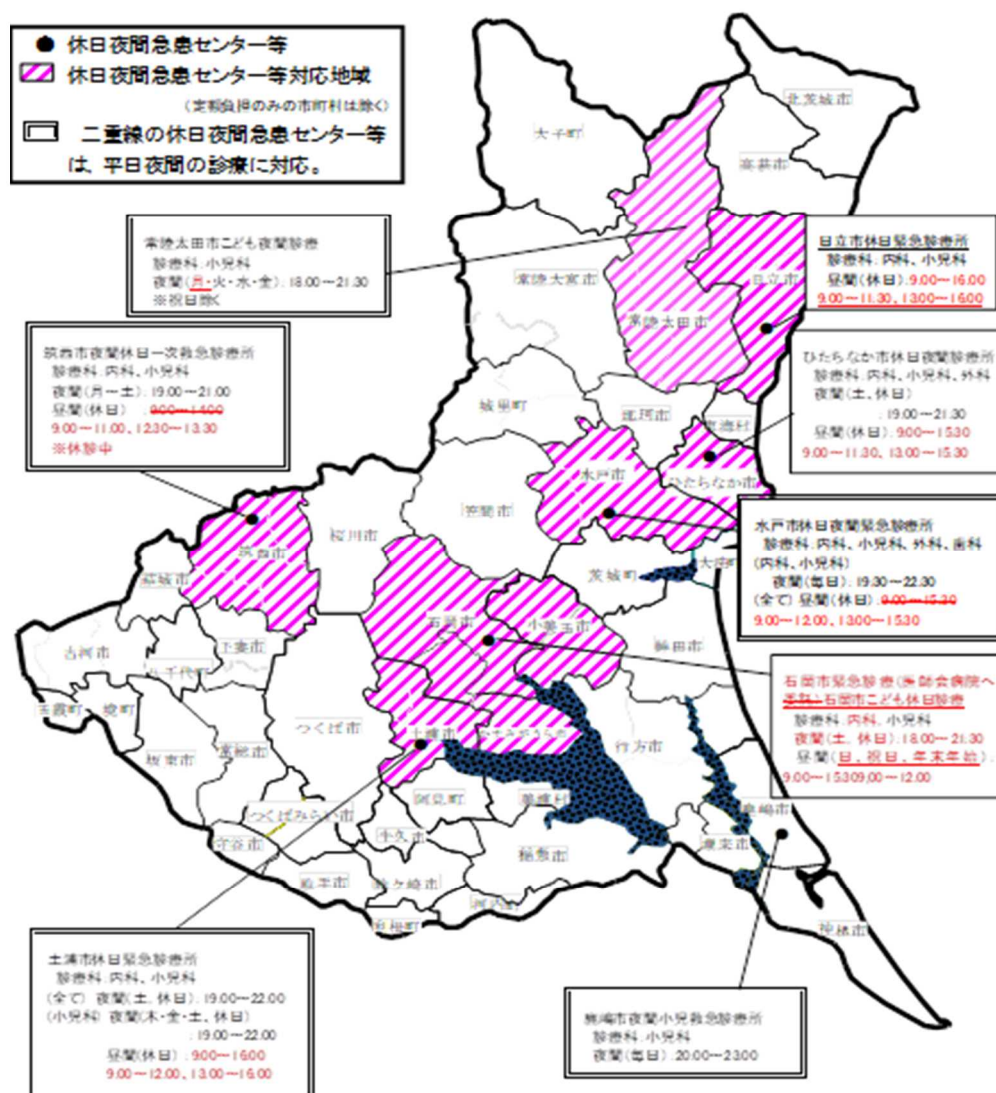 ● 休日夜間急患センター等
休日夜間急患センター等対応地域
(定額負担のみの市町村は除く)
二重線の休日夜間急患センター等
は、平日夜間の診療に対応。
北茨城市
大子町
高萩市
常陸太田市こども夜間診療
診療科:小児科
夜間(月・火・水・金):18:00~21:30
※祝日除く
日立市休日緊急診療所
診療科:内科、小児科
昼間(休日):9:00~16:00
9:00~11:30、13:00~16:00
常陸大宮市
日立市
常陸太田市
筑西市夜間休日一次救急診療所
診療科:内科、小児科
夜間(月~土):19:00~21:00
昼間(休日) :9:00~14:00
9:00~11:00、12:30~13:30
※休診中
ひたちなか市休日夜間診療所
診療科:内科、小児科、外科
夜間(土、休日)
:19:00~21:30
昼間(休日):9:00~15:30
9:00~11:30、13:00~15:30
城里町
那珂市
東海村
水戸市
ひたちなか市
笠間市
桜川市
水戸市休日夜間緊急診療所
診療科:内科、小児科、外科、歯科
(内科、小児科)
夜間(毎日):19:30~22:30
(全て)昼間(休日):9:00~15:30
9:00~12:00、13:00~15:30
筑西市
結城市
茨城町
石岡市
小美玉市
鉾田市
古河市
下妻市
八千代町
石岡市緊急診療(医師会病院へ
委託)石岡市こども休日診療
診療科:内科、小児科
夜間(土、休日):18:00~21:30
昼間(日、祝日、年末年始):
9:00~15:309:00~12:00
五霞町
境町
つくば市
土浦市
かすみがうら市
行方市
坂東市
常総市
阿見町
美浦村
鹿嶋市
つくばみらい市
牛久市
潮来市
守谷市
稲敷市
取手市
龍ケ崎市
河内町
利根町
神栖市
土浦市休日緊急診療所
診療科:内科、小児科
(全て) 夜間(土、休日):19:00~22:00
(小児科) 夜間(木・金・土、休日)
:19:00~22:00
昼間(休日):9:00~16:00
9:00~12:00、13:00~16:00
鹿嶋市夜間小児救急診療所
診療科:小児科
夜間(毎日):20:00~23:00